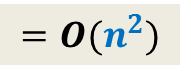 = O(n²)